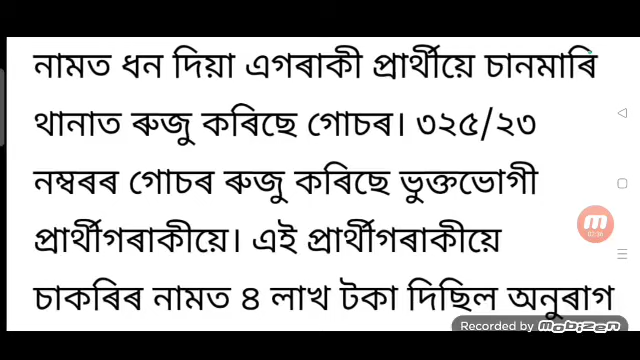 নামত ধন দিয়া এগৰাকী প্ৰাৰ্থীয়ে চানমাৰি
থানাত ৰুজু কৰিছে গোচৰ। ৩২৫/২৩
নম্বৰৰ গোচৰ ৰুজু কৰিছে ভুক্তভোগী
প্ৰাৰ্থীগৰাকীয়ে। এই প্ৰাৰ্থীগৰাকীয়ে
চাকৰিৰ নামত ৪ লাখ টকা দিছিল অনুৰাগ
Recorded by Mobizen